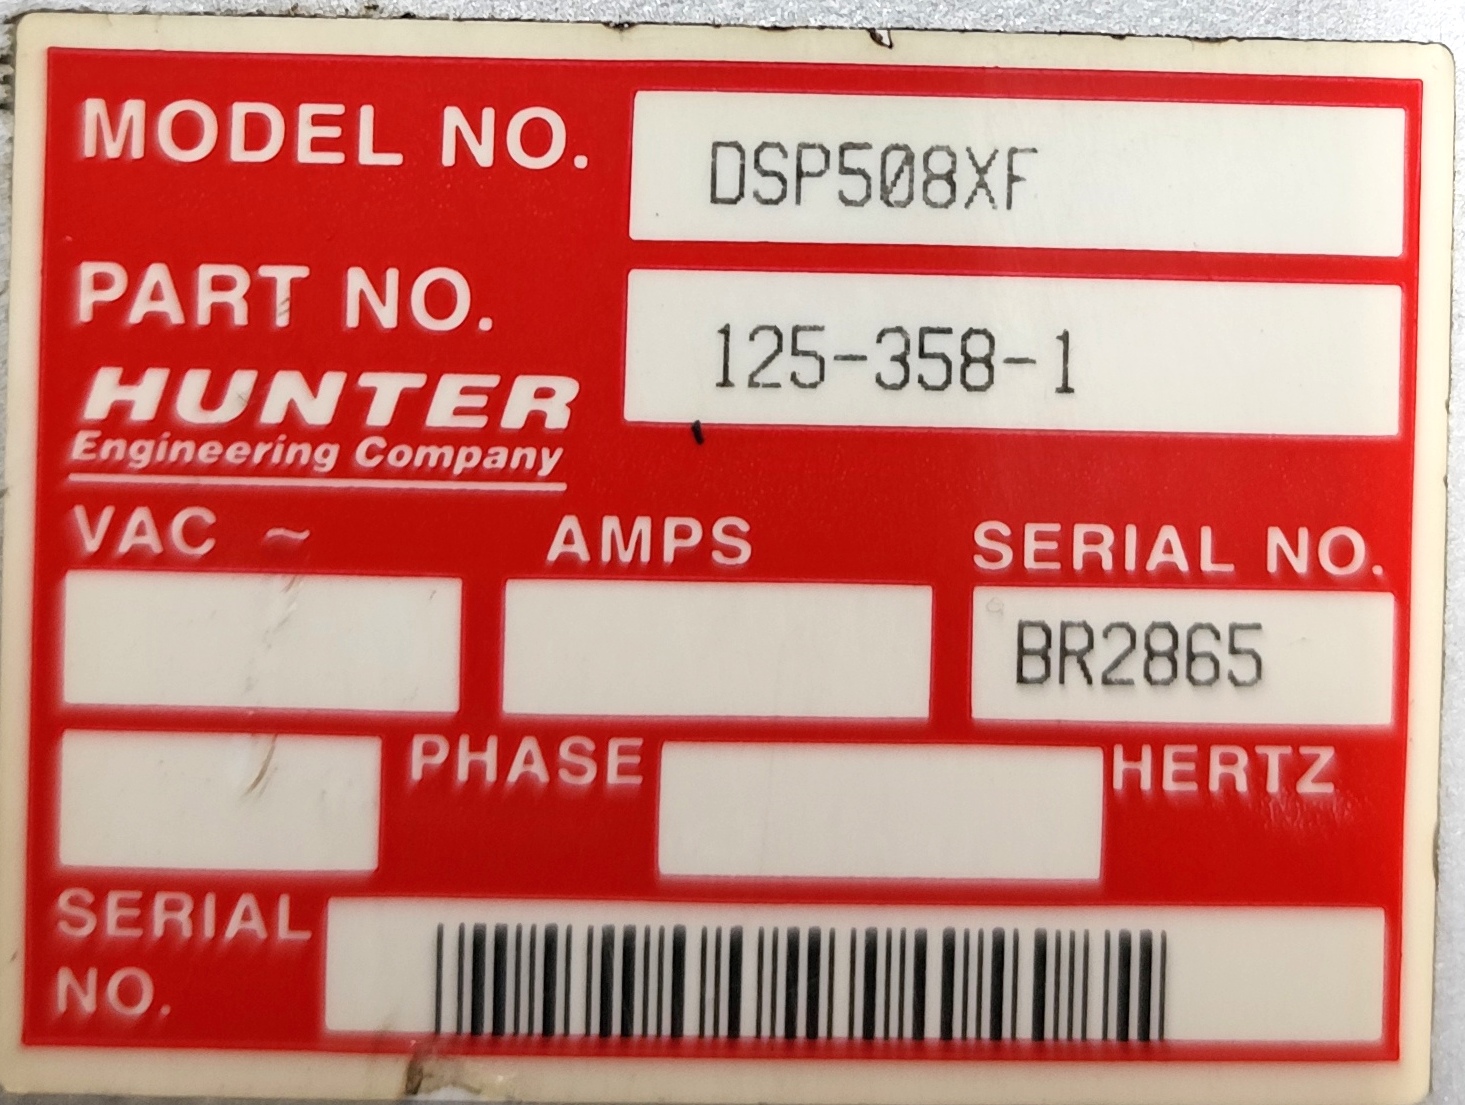 MODEL NO. DSP508XF
PART NO. 125-358-1
HUNTER
Engineering Company
VAC ~ AMPS SERIAL NO.
BR2865
PHASE HERTZ
SERIAL
NO.